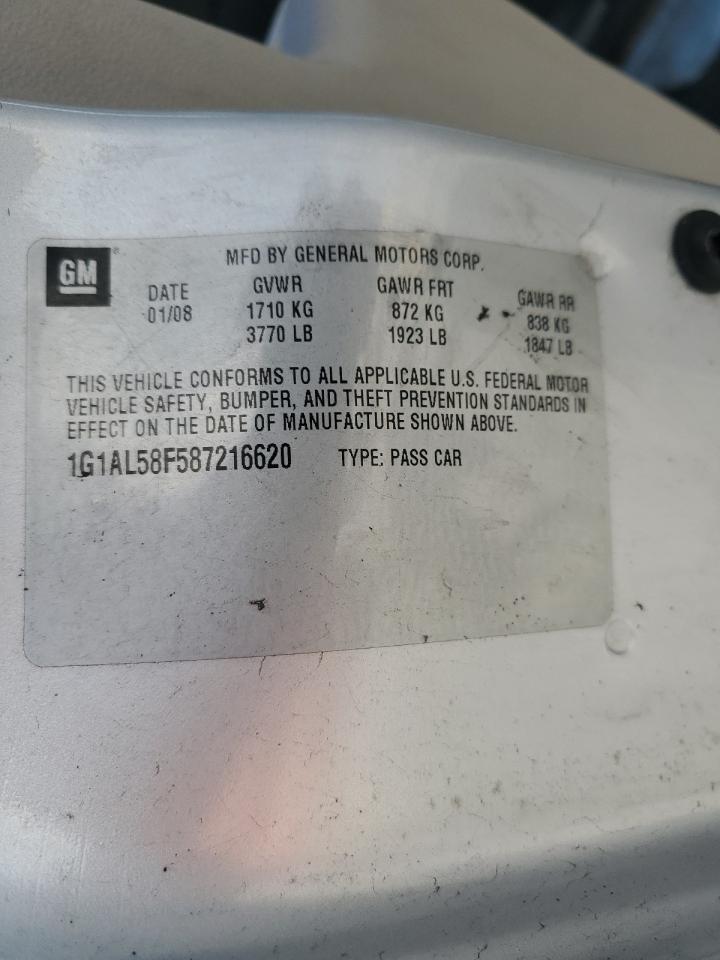 GM
MFD BY GENERAL MOTORS CORP.
DATE GVWR GAWR FRT GAWR RR
01/08 1710 KG 872 KG 838 KG
3770 LB 1923 LB 1847 LB
THIS VEHICLE CONFORMS TO ALL APPLICABLE U.S. FEDERAL MOTOR
VEHICLE SAFETY, BUMPER, AND THEFT PREVENTION STANDARDS IN
EFFECT ON THE DATE OF MANUFACTURE SHOWN ABOVE.
1G1AL58F587216620 TYPE: PASS CAR